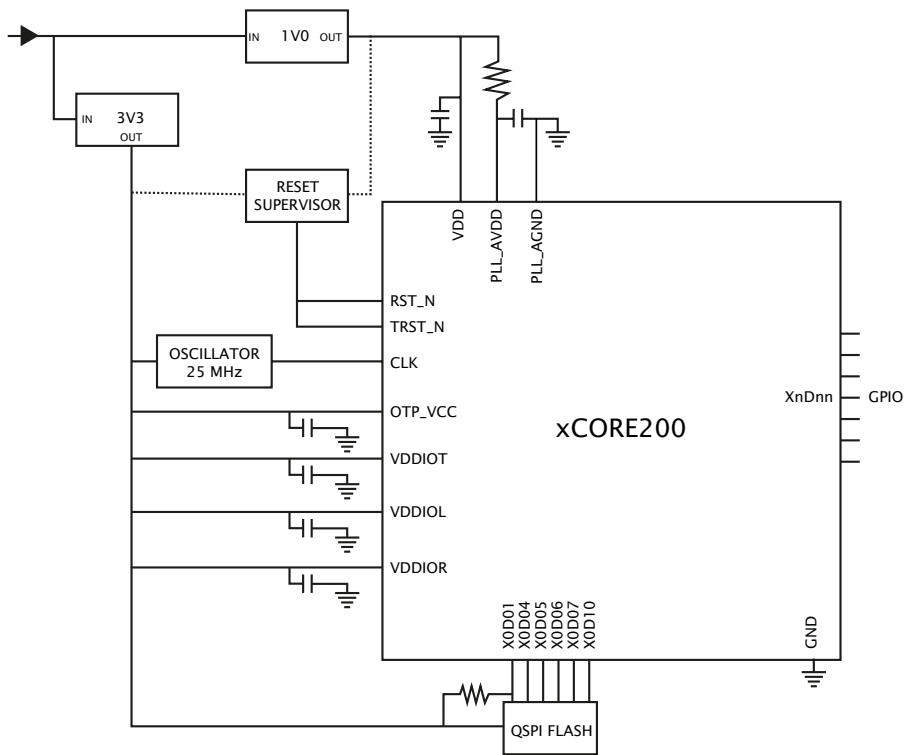 IN 1V0 OUT
IN 3V3
OUT
RESET
SUPERVISOR
VDD
PLL_AVDD
PLL_AGND
RST_N
TRST_N
OSCILLATOR
25 MHz
CLK
XnDnn
GPIO
OTP_VCC
xCORE200
VDDIOT
VDDIOL
VDDIOR
X0D01
X0D04
X0D05
X0D06
X0D07
X0D10
GND
QSPI FLASH